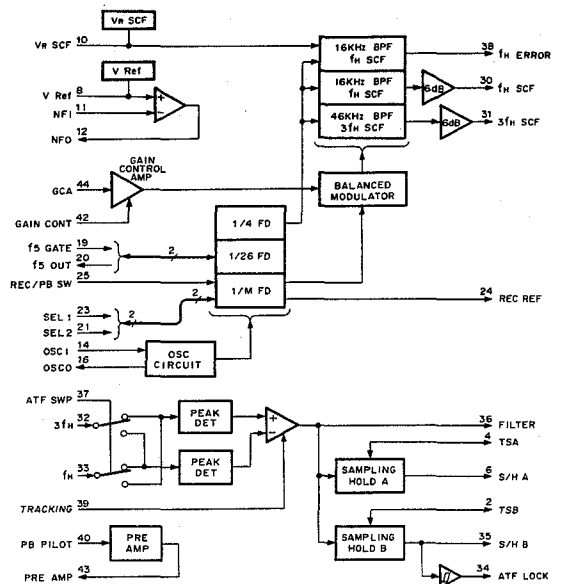 VR SCF
VR SCF 10
V Ref
V Ref 8
+
NFI 11
−
NFO 12
16KHz BPF
fH SCF
38 fH ERROR
16KHz BPF
fH SCF
6dB
30 fH SCF
46KHz BPF
3fH SCF
6dB
31 3fH SCF
GAIN
CONTROL
AMP
GCA 44
BALANCED
MODULATOR
GAIN CONT 42
1/4 FD
f5 GATE 19
f5 OUT 20
2
1/26 FD
REC/PB SW 25
2
1/M FD
24 REC REF
SEL 1 23
2
SEL2 21
OSCI 14
OSCO 16
OSC
CIRCUIT
ATF SWP 37
3fH 32
PEAK
DET
+
−
36 FILTER
4 TSA
fH 33
PEAK
DET
SAMPLING
HOLD A
6 S/H A
TRACKING 39
2 TSB
PB PILOT 40
PRE
AMP
SAMPLING
HOLD B
35 S/H B
PRE AMP 43
34 ATF LOCK